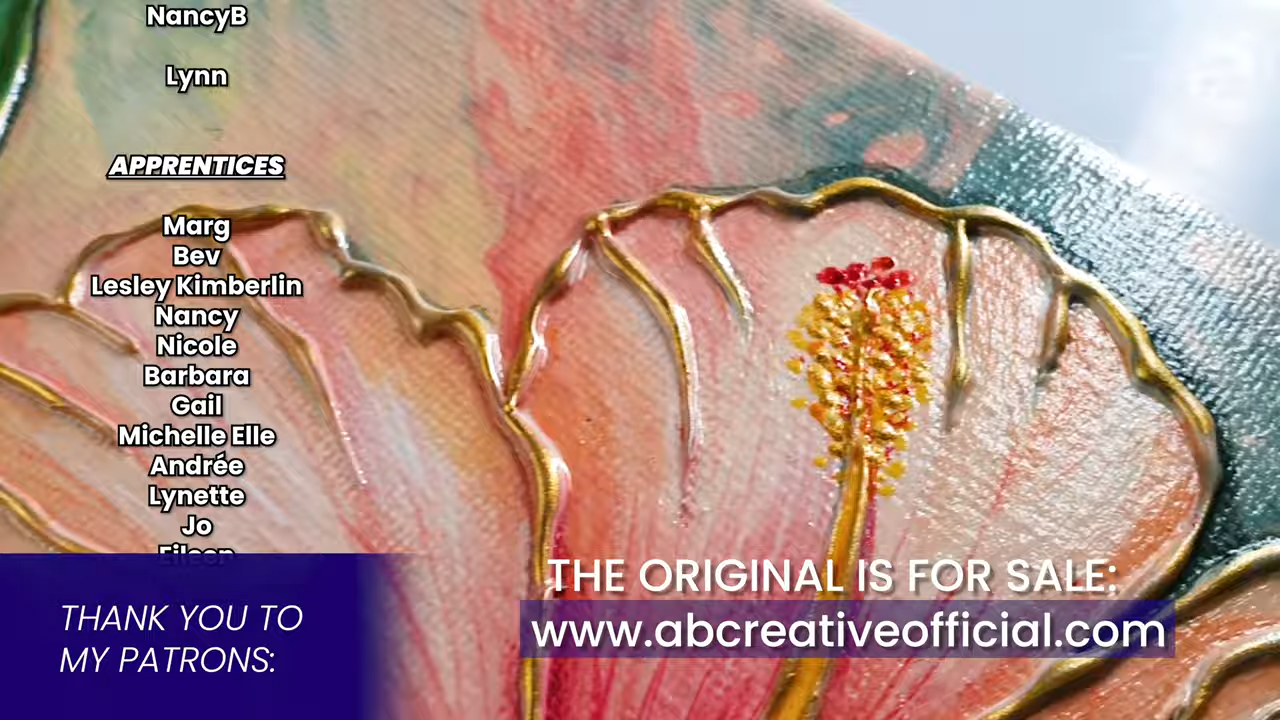 NancyB
Lynn
APPRENTICES
Marg
Bev
Lesley Kimberlin
Nancy
Nicole
Barbara
Gail
Michelle Elle
Andrée
Lynette
Jo
Eileen
THANK YOU TO
MY PATRONS:
THE ORIGINAL IS FOR SALE:
www.abcreativeofficial.com